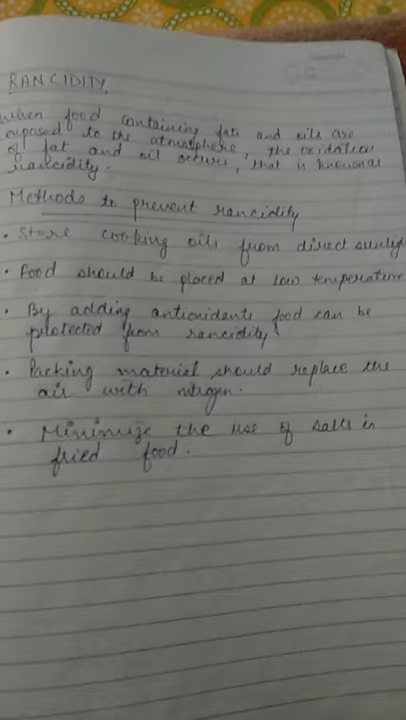 RANCIDITY
When food containing fats and oils are
exposed to the atmosphere, the oxidation
of fat and oil occurs, that is known as
rancidity.
Methods to prevent rancidity
• Store cooking oils from direct sunlig
• Food should be placed at low temperature
• By adding antioxidants food can be
protected from rancidity
• Packing material should replace the
air with nitrogen.
• Minimize the use of salts in
fried food.